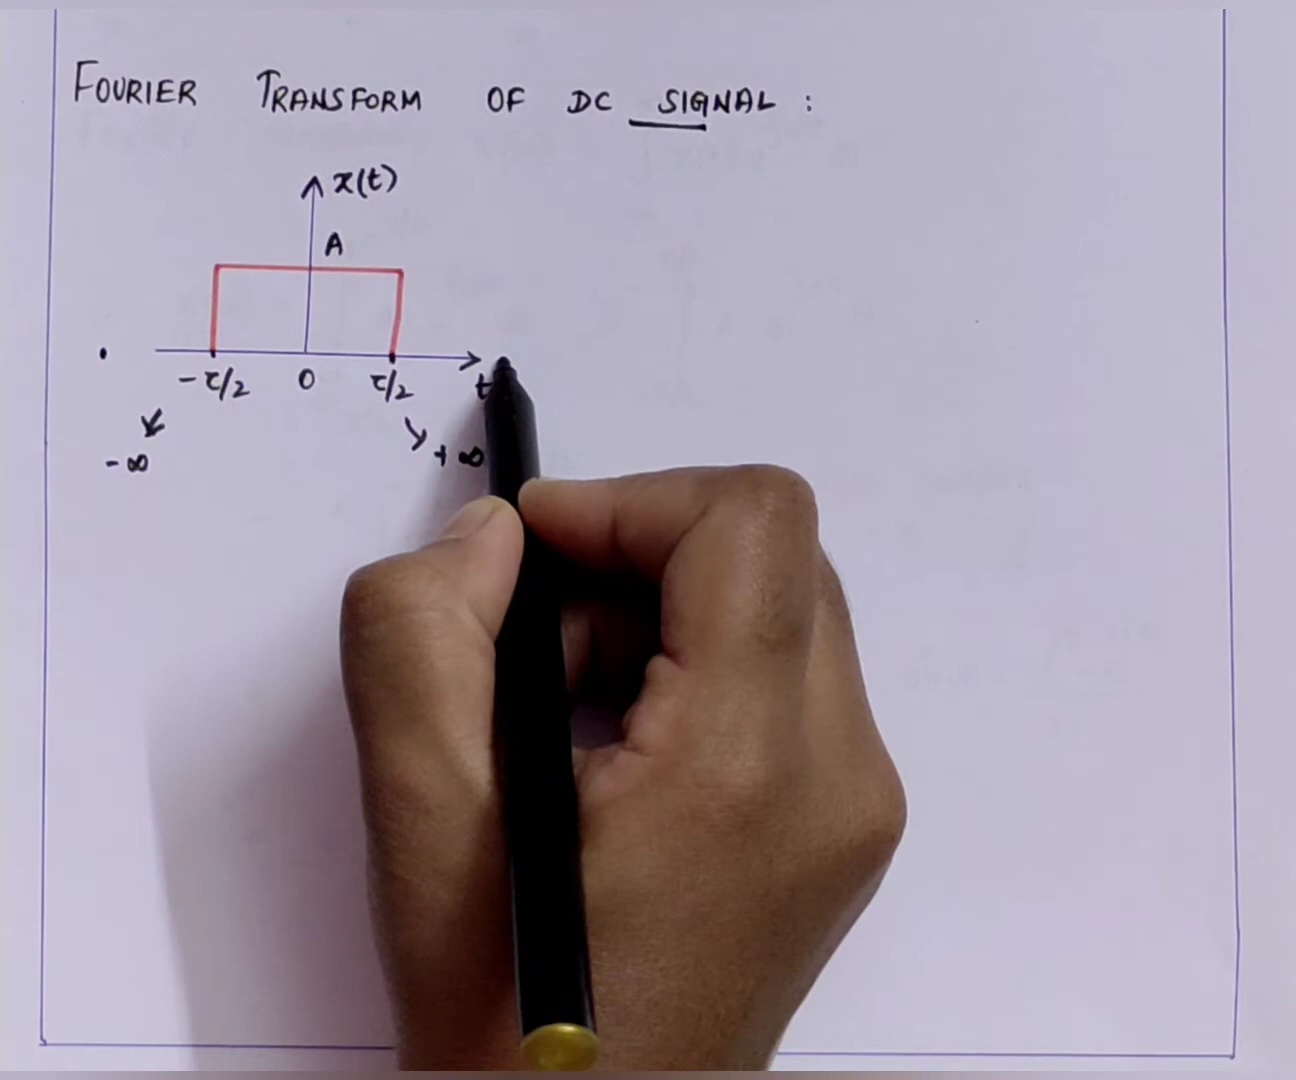 FOURIER TRANSFORM OF DC SIGNAL :
x(t)
A
-τ/2 0 τ/2 t
-∞ +∞